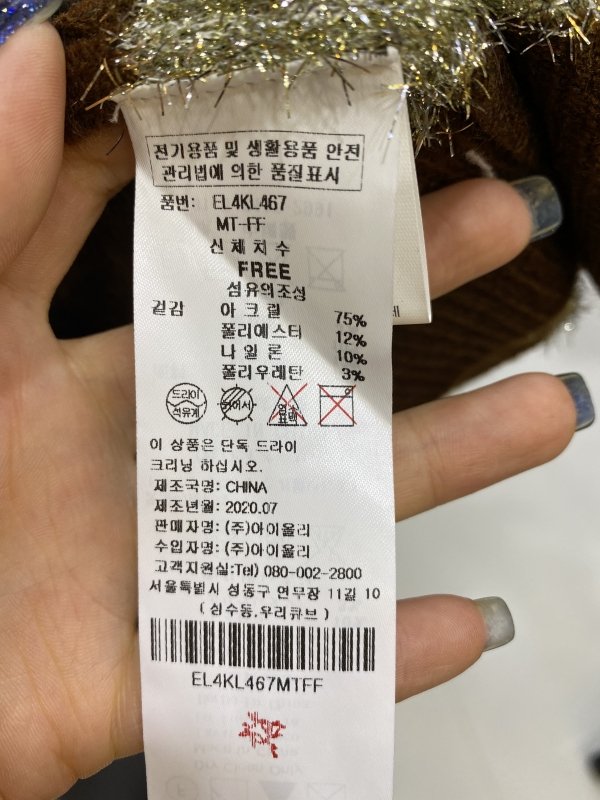 전기용품 및 생활용품 안전
관리법에 의한 품질표시
품번: EL4KL467
MT-FF
신체치수
FREE
섬유의조성
겉감 아크릴 75%
폴리에스터 12%
나일론 10%
폴리우레탄 3%
드라이
석유계
염소
표백
이 상품은 단독 드라이
크리닝 하십시오.
제조국명: CHINA
제조년월: 2020.07
판매자명: (주)아이올리
수입자명: (주)아이올리
고객지원실:Tel) 080-002-2800
서울특별시 성동구 연무장 11길 10
(성수동,우리큐브)
EL4KL467MTFF